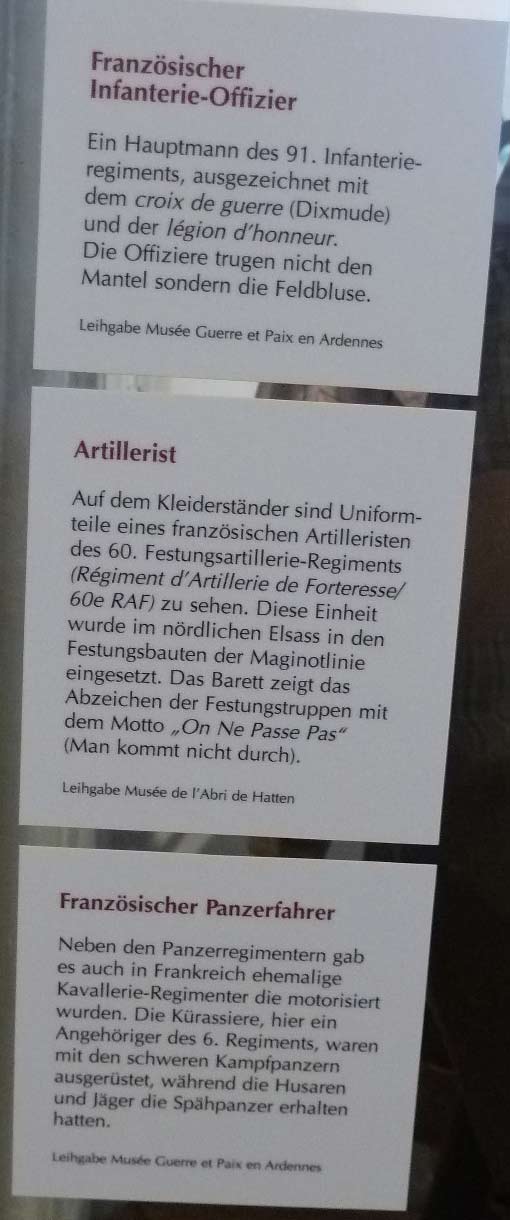 Französischer
Infanterie-Offizier
Ein Hauptmann des 91. Infanterie-
regiments, ausgezeichnet mit
dem croix de guerre (Dixmude)
und der légion d’honneur.
Die Offiziere trugen nicht den
Mantel sondern die Feldbluse.
Leihgabe Musée Guerre et Paix en Ardennes
Artillerist
Auf dem Kleiderständer sind Uniform-
teile eines französischen Artilleristen
des 60. Festungsartillerie-Regiments
(Régiment d’Artillerie de Forteresse/
60e RAF) zu sehen. Diese Einheit
wurde im nördlichen Elsass in den
Festungsbauten der Maginotlinie
eingesetzt. Das Barett zeigt das
Abzeichen der Festungstruppen mit
dem Motto „On Ne Passe Pas“
(Man kommt nicht durch).
Leihgabe Musée de l’Abri de Hatten
Französischer Panzerfahrer
Neben den Panzerregimentern gab
es auch in Frankreich ehemalige
Kavallerie-Regimenter die motorisiert
wurden. Die Kürassiere, hier ein
Angehöriger des 6. Regiments, waren
mit den schweren Kampfpanzern
ausgerüstet, während die Husaren
und Jäger die Spähpanzer erhalten
hatten.
Leihgabe Musée Guerre et Paix en Ardennes